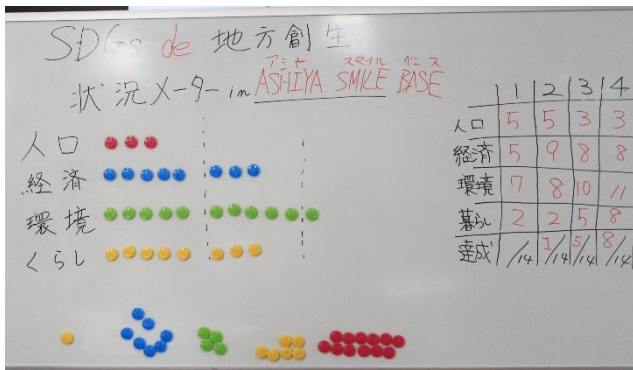 SDGs de 地方創生
状況メーター in ASHIYA SMILE BASE
アシヤ スマイル ベース
人口
経済
環境
くらし
1 2 3 4
人口 5 5 3 3
経済 5 9 8 8
環境 7 8 10 11
暮らし 2 2 5 8
達成 /14 1/14 5/14 8/14